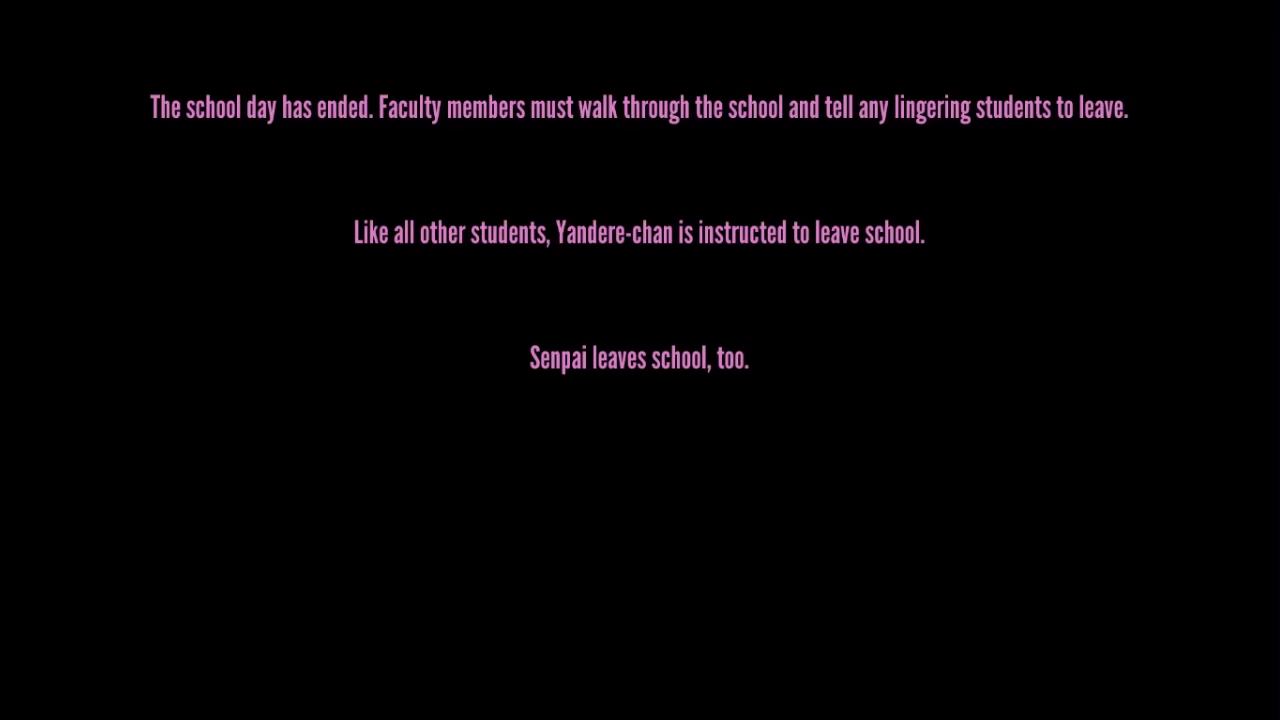 The school day has ended. Faculty members must walk through the school and tell any lingering students to leave.
Like all other students, Yandere-chan is instructed to leave school.
Senpai leaves school, too.